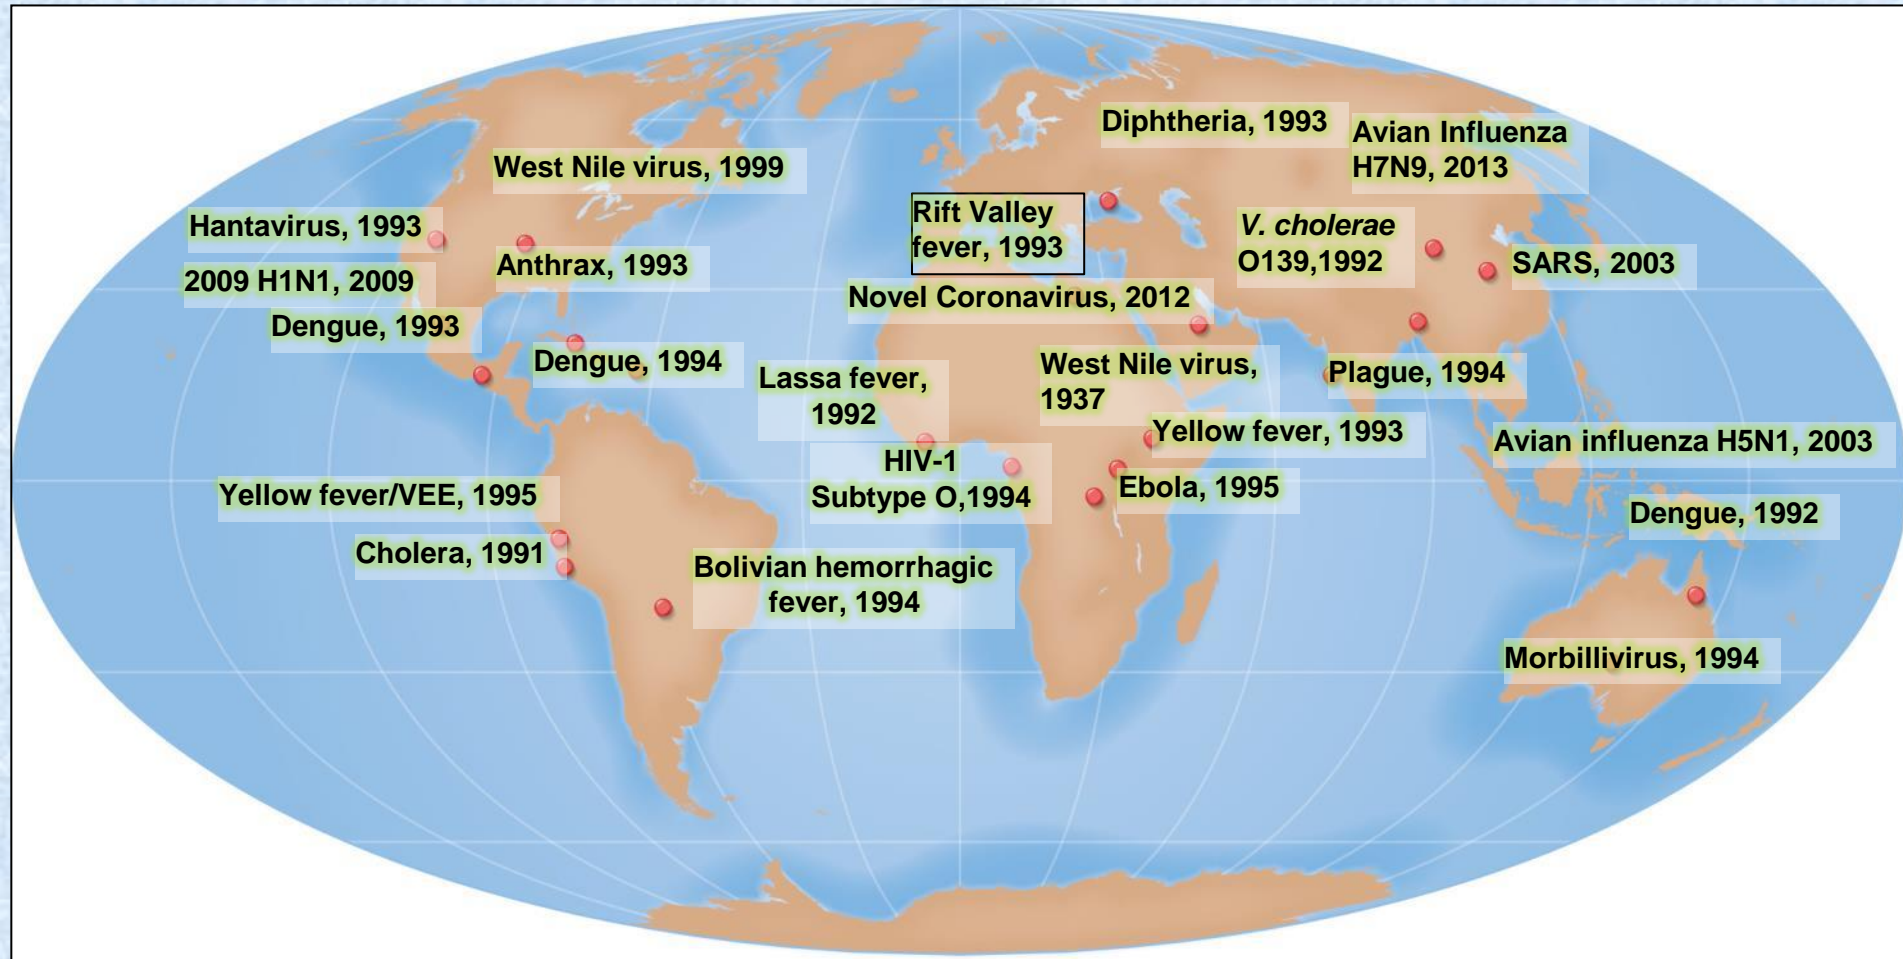 Diphtheria, 1993
Avian Influenza
H7N9, 2013
West Nile virus, 1999
Hantavirus, 1993
Rift Valley
fever, 1993
V. cholerae
O139,1992
Anthrax, 1993
SARS, 2003
2009 H1N1, 2009
Novel Coronavirus, 2012
Dengue, 1993
Dengue, 1994
Lassa fever,
1992
West Nile virus,
1937
Plague, 1994
Yellow fever, 1993
Avian influenza H5N1, 2003
HIV-1
Subtype O,1994
Ebola, 1995
Yellow fever/VEE, 1995
Dengue, 1992
Cholera, 1991
Bolivian hemorrhagic
fever, 1994
Morbillivirus, 1994